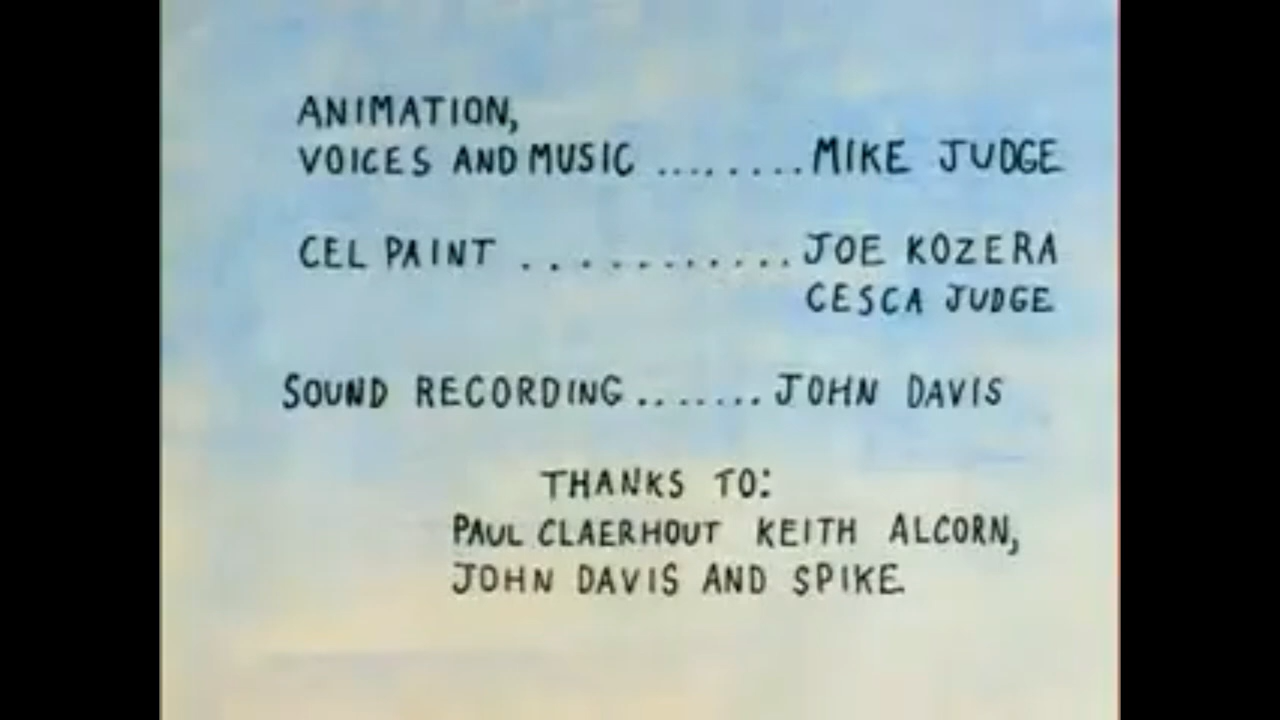 ANIMATION,
VOICES AND MUSIC ........ MIKE JUDGE
CEL PAINT ........... JOE KOZERA
CESCA JUDGE
SOUND RECORDING ....... JOHN DAVIS
THANKS TO:
PAUL CLAERHOUT KEITH ALCORN,
JOHN DAVIS AND SPIKE